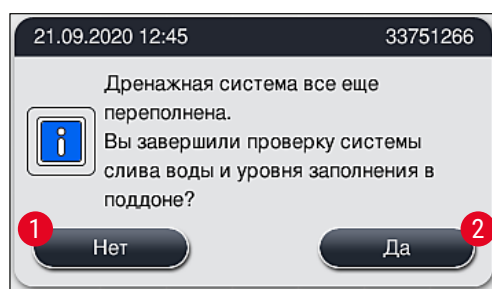 21.09.2020 12:45 33751266
Дренажная система все еще
переполнена.
Вы завершили проверку системы
слива воды и уровня заполнения в
поддоне?
1 2
Нет Да